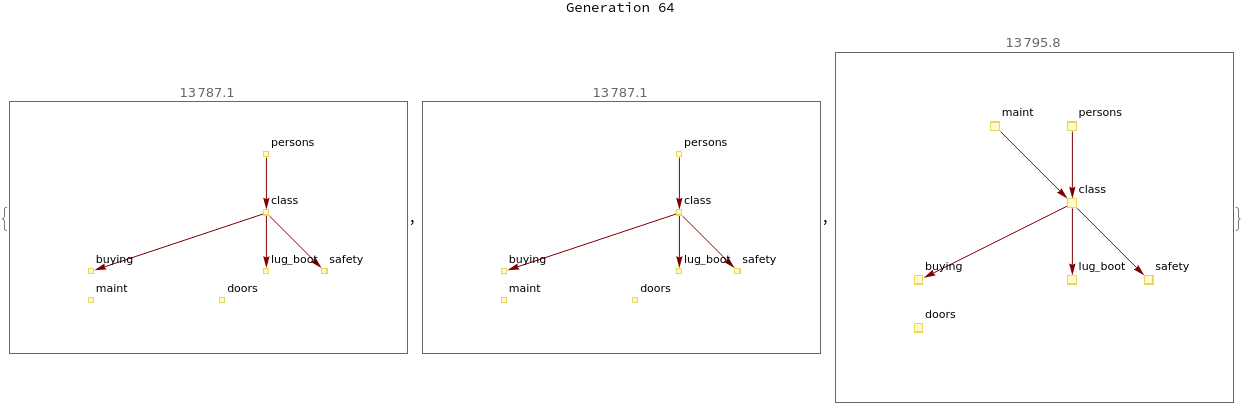 Generation 64
13787.1
persons
class
buying
lug_boot
safety
maint
doors
,
13787.1
persons
class
buying
lug_boot
safety
maint
doors
,
13795.8
maint
persons
class
buying
lug_boot
safety
doors